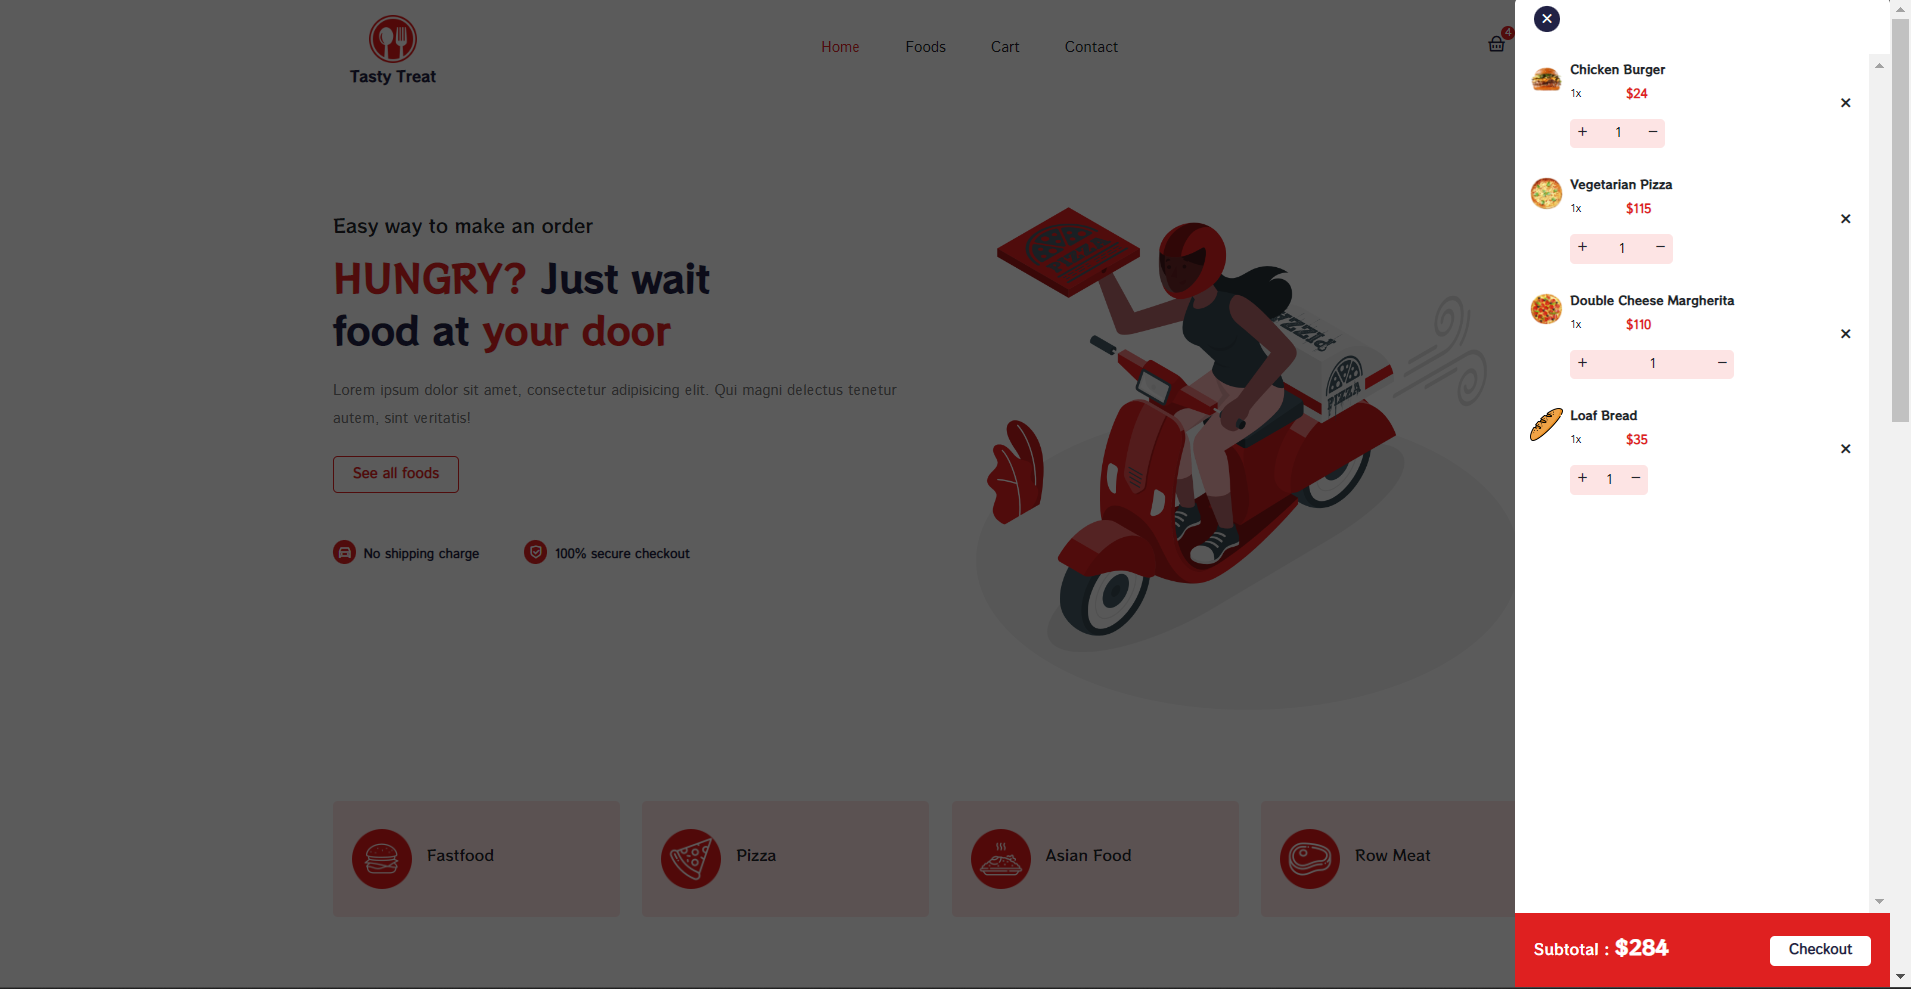 Tasty Treat
Home Foods Cart Contact
4
Easy way to make an order
HUNGRY? Just wait
food at your door
Lorem ipsum dolor sit amet, consectetur adipisicing elit. Qui magni delectus tenetur
autem, sint veritatis!
See all foods
No shipping charge 100% secure checkout
PIZZA
PIZZA
PIZZA
Fastfood
Pizza
Asian Food
Row Meat
Chicken Burger
1x $24
+ 1 −
Vegetarian Pizza
1x $115
+ 1 −
Double Cheese Margherita
1x $110
+ 1 −
Loaf Bread
1x $35
+ 1 −
Subtotal : $284
Checkout